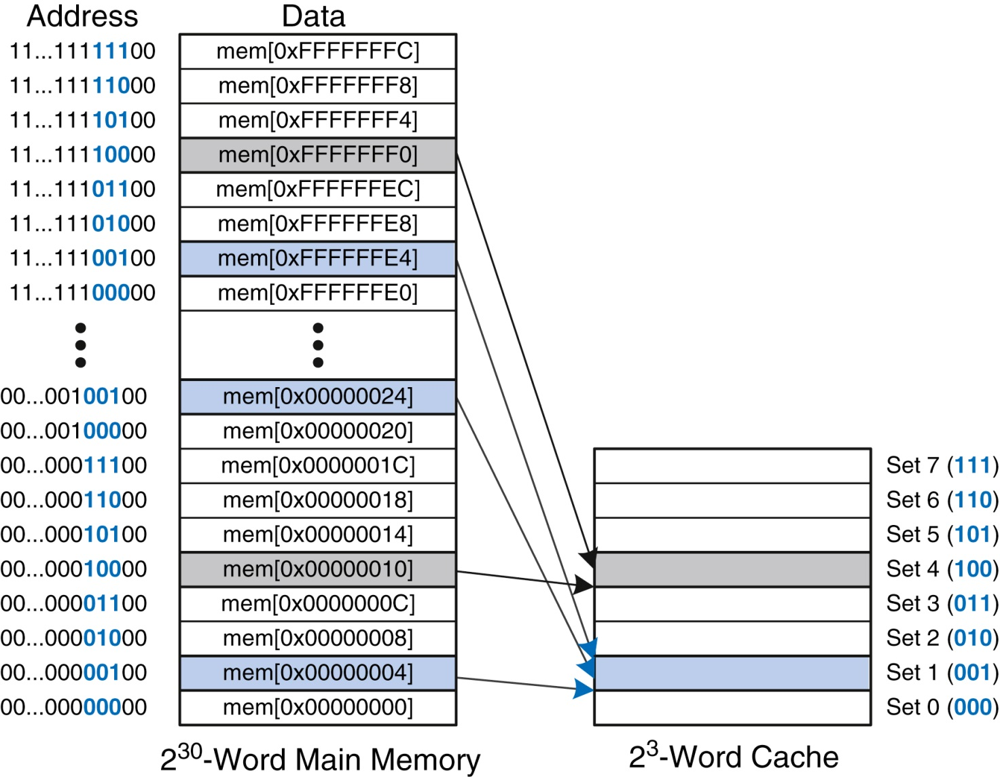 Address Data
11...11111100 mem[0xFFFFFFFC]
11...11111000 mem[0xFFFFFFF8]
11...11110100 mem[0xFFFFFFF4]
11...11110000 mem[0xFFFFFFF0]
11...11101100 mem[0xFFFFFFEC]
11...11101000 mem[0xFFFFFFE8]
11...11100100 mem[0xFFFFFFE4]
11...11100000 mem[0xFFFFFFE0]
00...00100100 mem[0x00000024]
00...00100000 mem[0x00000020]
00...00011100 mem[0x0000001C] Set 7 (111)
00...00011000 mem[0x00000018] Set 6 (110)
00...00010100 mem[0x00000014] Set 5 (101)
00...00010000 mem[0x00000010] Set 4 (100)
00...00001100 mem[0x0000000C] Set 3 (011)
00...00001000 mem[0x00000008] Set 2 (010)
00...00000100 mem[0x00000004] Set 1 (001)
00...00000000 mem[0x00000000] Set 0 (000)
2³⁰-Word Main Memory 2³-Word Cache